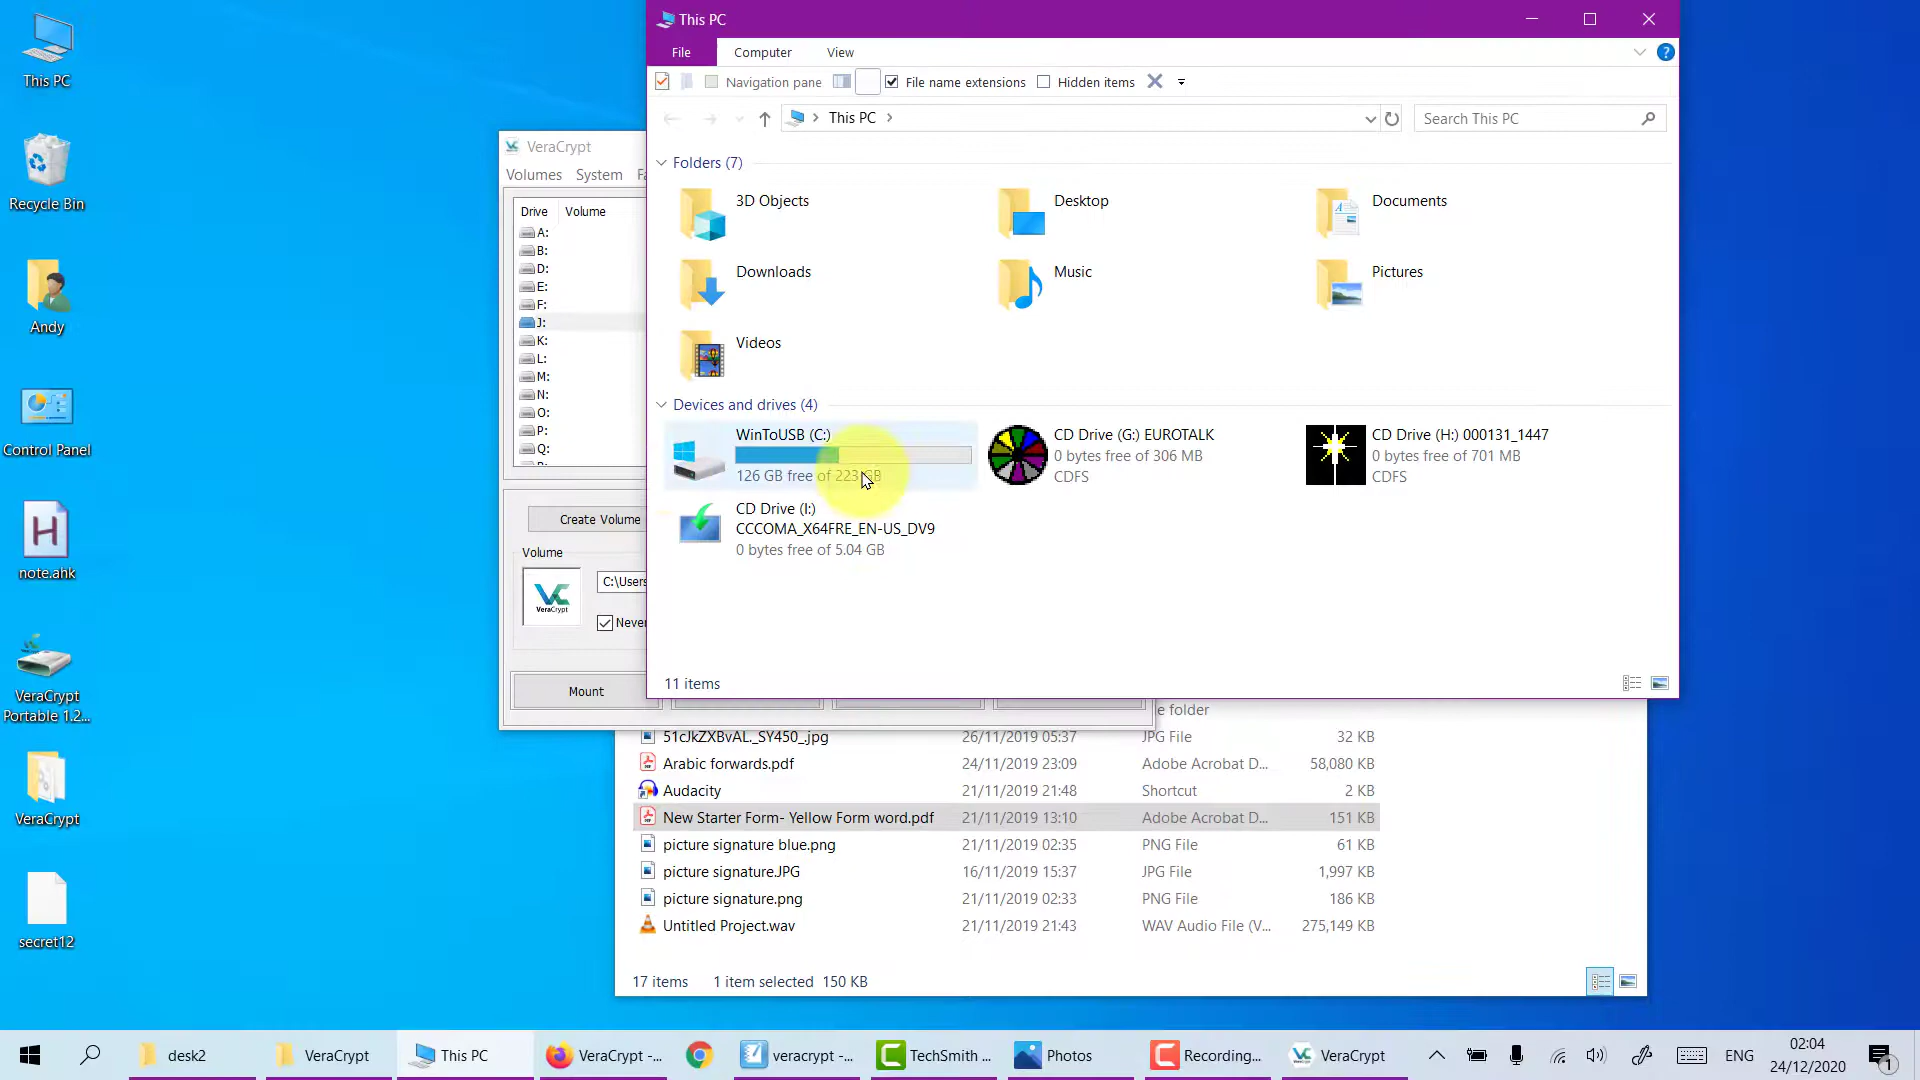 This PC
Recycle Bin
Andy
Control Panel
note.ahk
VeraCrypt
Portable 1.2...
VeraCrypt
secret12
VeraCrypt
Volumes System Fa
Drive Volume
A:
B:
D:
E:
F:
J:
K:
L:
M:
N:
O:
P:
Q:
Create Volume
Volume
VeraCrypt
C:\Users
Never
Mount
This PC
File Computer View
Navigation pane File name extensions Hidden items
This PC
Search This PC
Folders (7)
3D Objects
Desktop
Documents
Downloads
Music
Pictures
Videos
Devices and drives (4)
WinToUSB (C:)
126 GB free of 223 GB
CD Drive (G:) EUROTALK
0 bytes free of 306 MB
CDFS
CD Drive (H:) 000131_1447
0 bytes free of 701 MB
CDFS
CD Drive (I:)
CCCOMA_X64FRE_EN-US_DV9
0 bytes free of 5.04 GB
11 items
e folder
51cJkZXBvAL._SY450_.jpg 26/11/2019 05:37 JPG File 32 KB
Arabic forwards.pdf 24/11/2019 23:09 Adobe Acrobat D... 58,080 KB
Audacity 21/11/2019 21:48 Shortcut 2 KB
New Starter Form- Yellow Form word.pdf 21/11/2019 13:10 Adobe Acrobat D... 151 KB
picture signature blue.png 21/11/2019 02:35 PNG File 61 KB
picture signature.JPG 16/11/2019 15:37 JPG File 1,997 KB
picture signature.png 21/11/2019 02:33 PNG File 186 KB
Untitled Project.wav 21/11/2019 21:43 WAV Audio File (V... 275,149 KB
17 items 1 item selected 150 KB
desk2
VeraCrypt
This PC
VeraCrypt -...
veracrypt -...
TechSmith ...
Photos
Recording...
VeraCrypt
ENG
02:04
24/12/2020
1